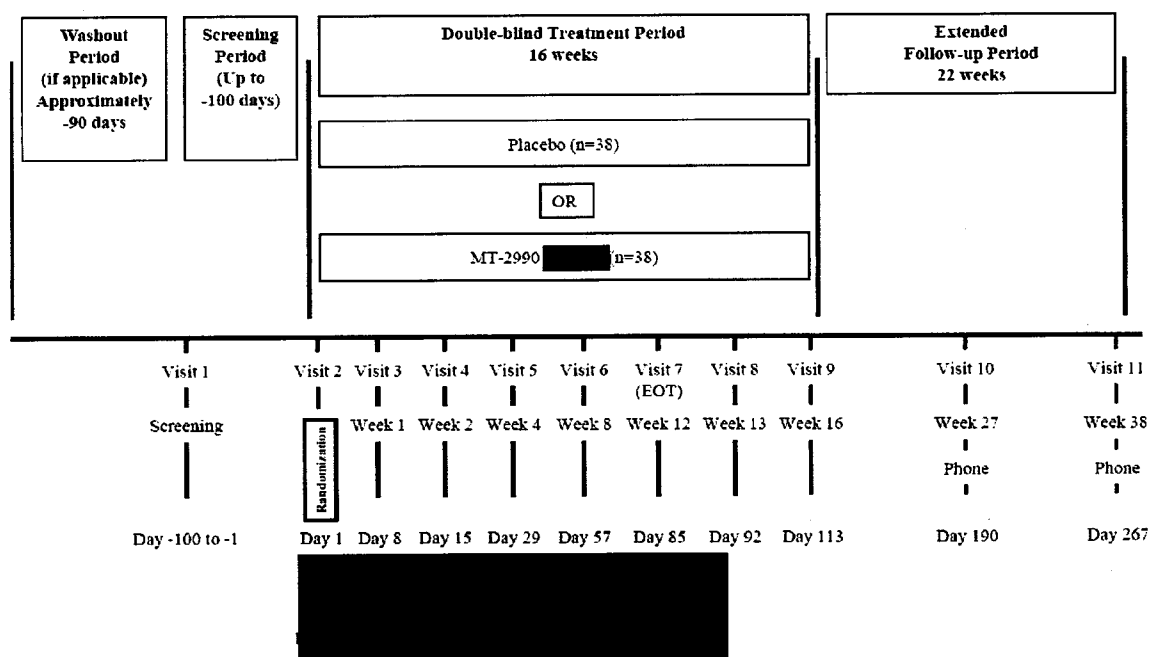 Washout
Period
(if applicable)
Approximately
-90 days
Screening
Period
(Up to
-100 days)
Double-blind Treatment Period
16 weeks
Extended
Follow-up Period
22 weeks
Placebo (n=38)
OR
MT-2990 (n=38)
Visit 1 Visit 2 Visit 3 Visit 4 Visit 5 Visit 6 Visit 7 Visit 8 Visit 9 Visit 10 Visit 11
(EOT)
Screening Randomization Week 1 Week 2 Week 4 Week 8 Week 12 Week 13 Week 16 Week 27 Week 38
Phone Phone
Day -100 to -1 Day 1 Day 8 Day 15 Day 29 Day 57 Day 85 Day 92 Day 113 Day 190 Day 267